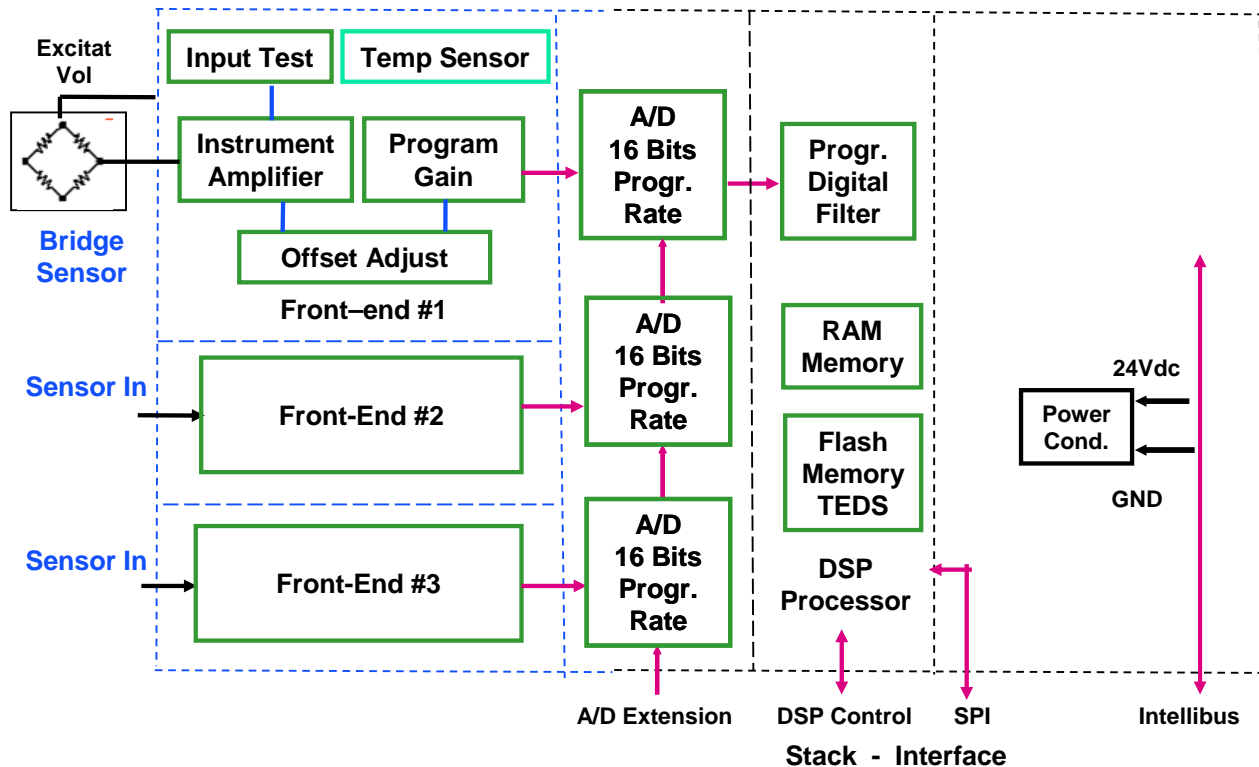 Excitat
Vol
Input Test
Temp Sensor
Instrument
Amplifier
Program
Gain
Offset Adjust
Front–end #1
Bridge
Sensor
A/D
16 Bits
Progr.
Rate
Progr.
Digital
Filter
Sensor In
Front-End #2
A/D
16 Bits
Progr.
Rate
RAM
Memory
Flash
Memory
TEDS
24Vdc
Power
Cond.
GND
Sensor In
Front-End #3
A/D
16 Bits
Progr.
Rate
DSP
Processor
A/D Extension
DSP Control
SPI
Intellibus
Stack - Interface